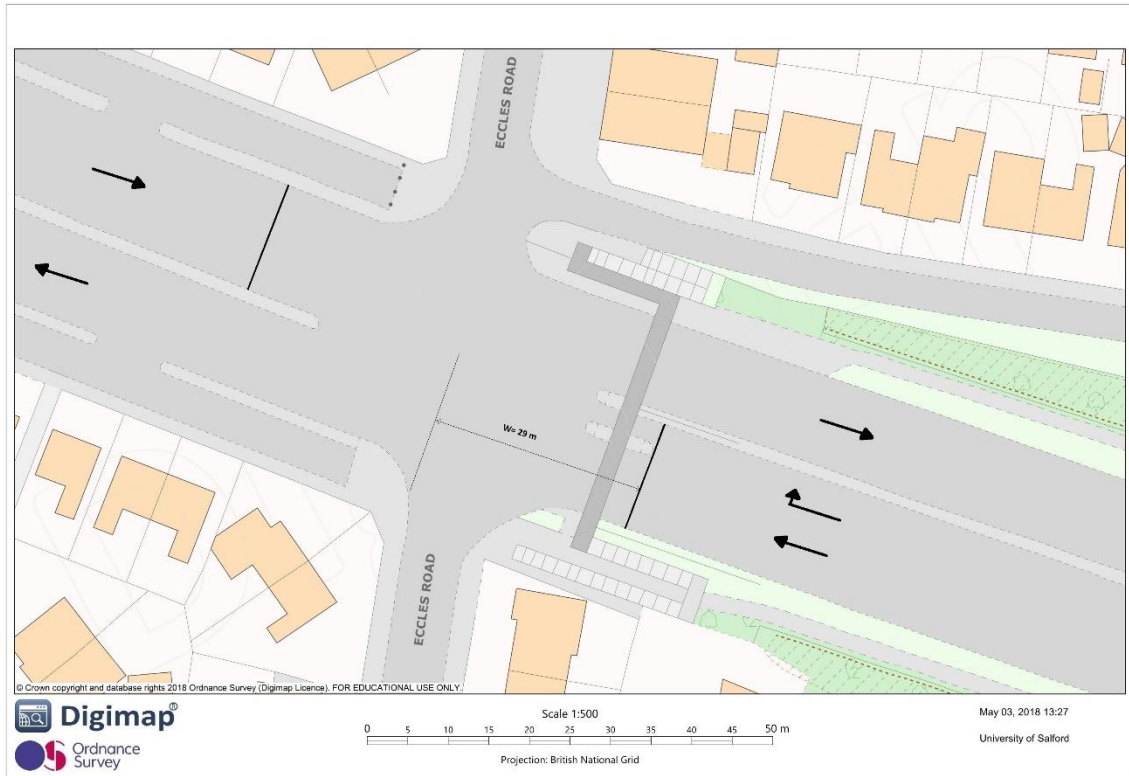 ECCLES ROAD
W= 29 m
ECCLES ROAD
© Crown copyright and database rights 2018 Ordnance Survey (Digimap Licence). FOR EDUCATIONAL USE ONLY.
Digimap®
Ordnance
Survey
Scale 1:500
0 5 10 15 20 25 30 35 40 45 50 m
Projection: British National Grid
May 03, 2018 13:27
University of Salford